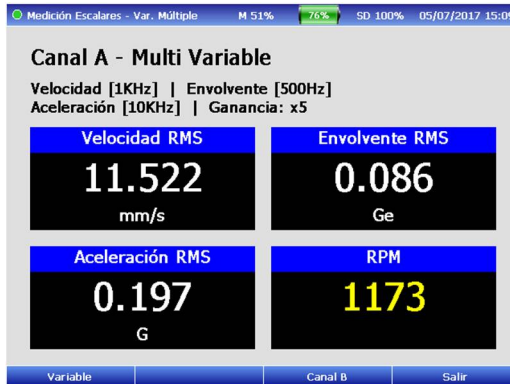 Medición Escalares - Var. Múltiple M 51% 76% SD 100% 05/07/2017 15:09
Canal A - Multi Variable
Velocidad [1KHz] | Envolvente [500Hz]
Aceleración [10KHz] | Ganancia: x5
Velocidad RMS
11.522
mm/s
Envolvente RMS
0.086
Ge
Aceleración RMS
0.197
G
RPM
1173
Variable Canal B Salir